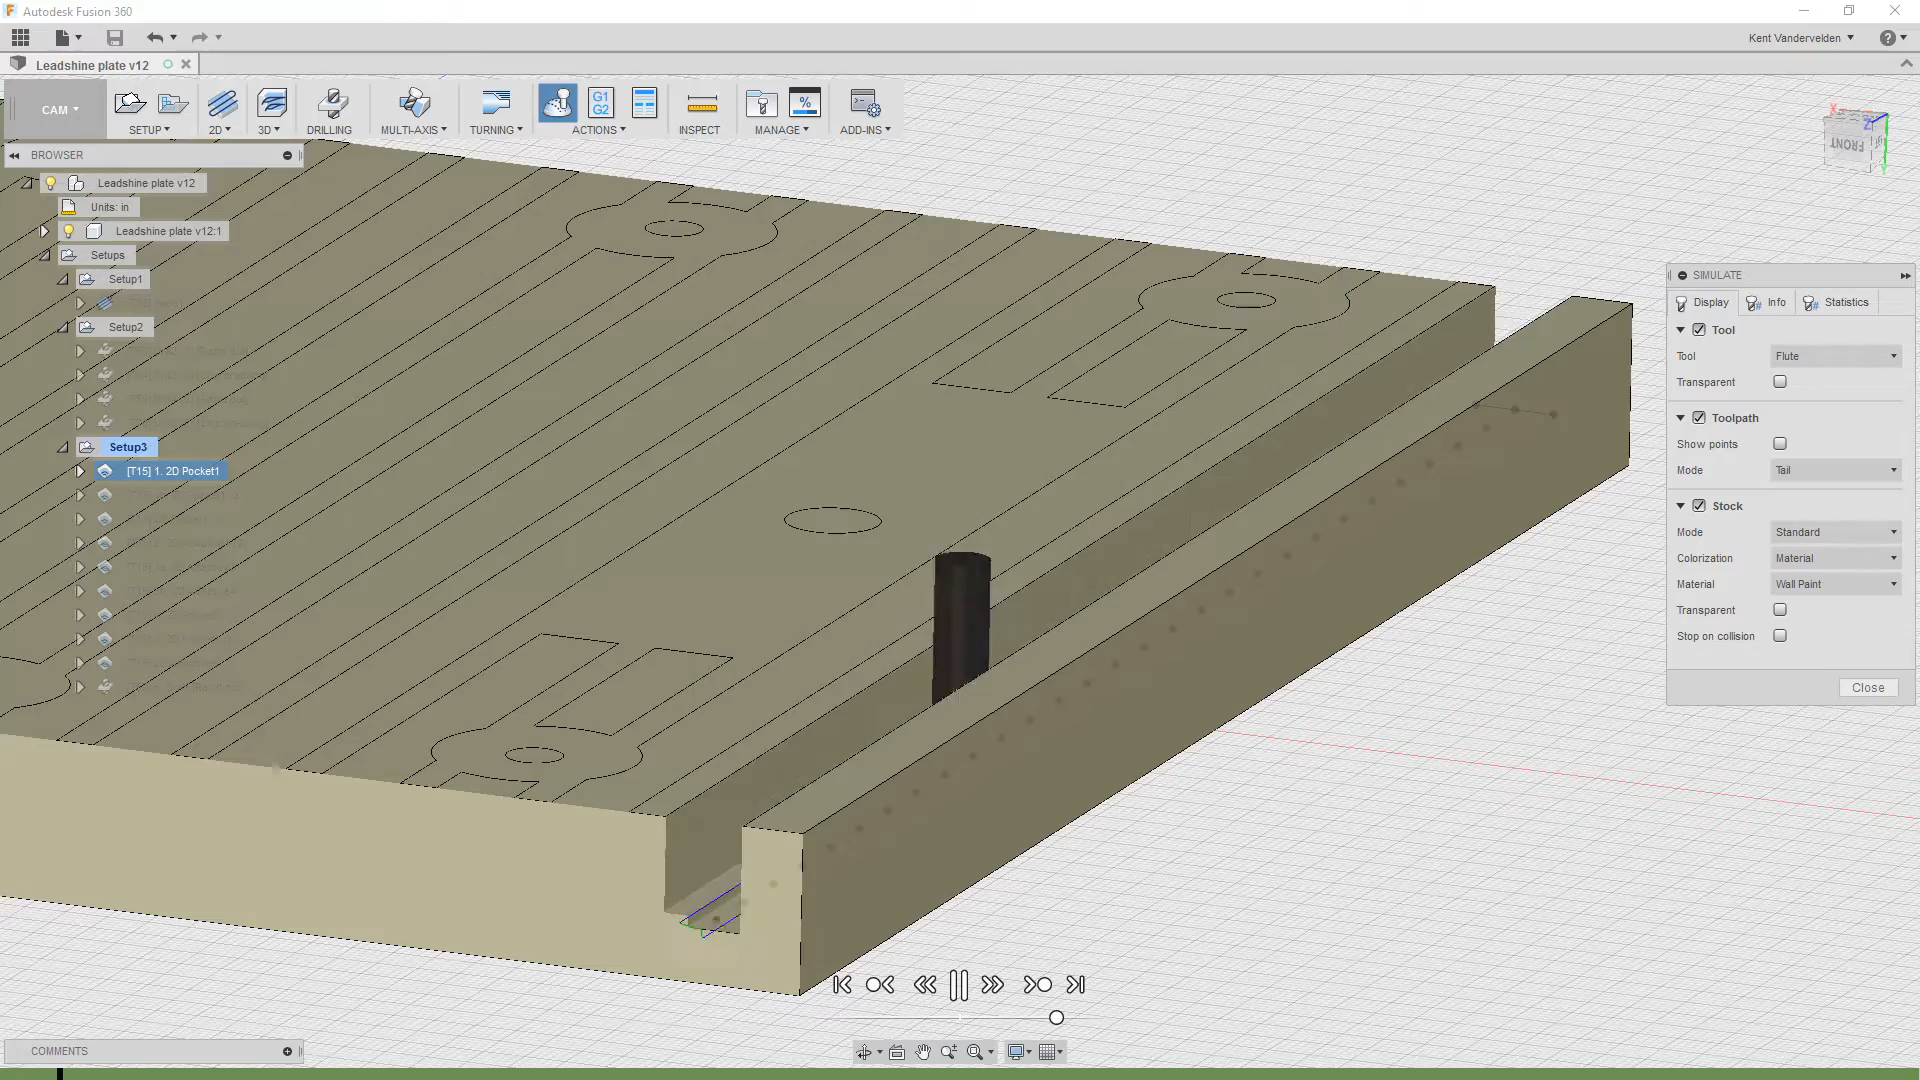 Autodesk Fusion 360
Kent Vandervelden
Leadshine plate v12
CAM
SETUP
2D
3D
DRILLING
MULTI-AXIS
TURNING
G1
G2
ACTIONS
INSPECT
%
MANAGE
ADD-INS
BROWSER
Leadshine plate v12
Units: in
Leadshine plate v12:1
Setups
Setup1
Setup2
Setup3
[T15] 1. 2D Pocket1
X
Z
FRONT
Y
SIMULATE
Display
Info
Statistics
Tool
Tool
Flute
Transparent
Toolpath
Show points
Mode
Tail
Stock
Mode
Standard
Colorization
Material
Material
Wall Paint
Transparent
Stop on collision
Close
COMMENTS